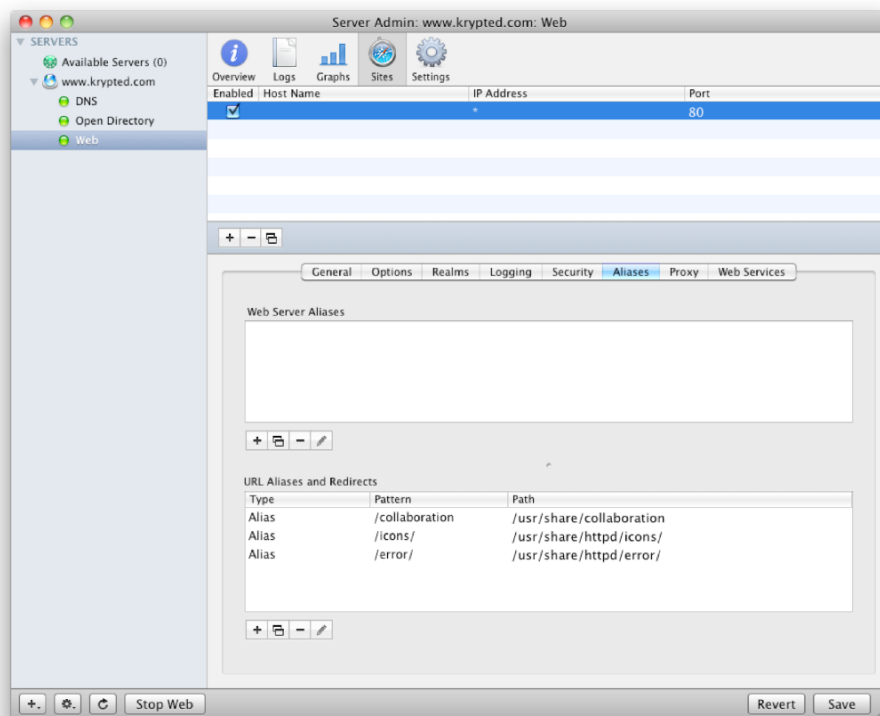 Server Admin: www.krypted.com: Web
SERVERS
Available Servers (0)
www.krypted.com
DNS
Open Directory
Web
Overview Logs Graphs Sites Settings
Enabled Host Name IP Address Port
* 80
General Options Realms Logging Security Aliases Proxy Web Services
Web Server Aliases
URL Aliases and Redirects
Type Pattern Path
Alias /collaboration /usr/share/collaboration
Alias /icons/ /usr/share/httpd/icons/
Alias /error/ /usr/share/httpd/error/
Stop Web Revert Save